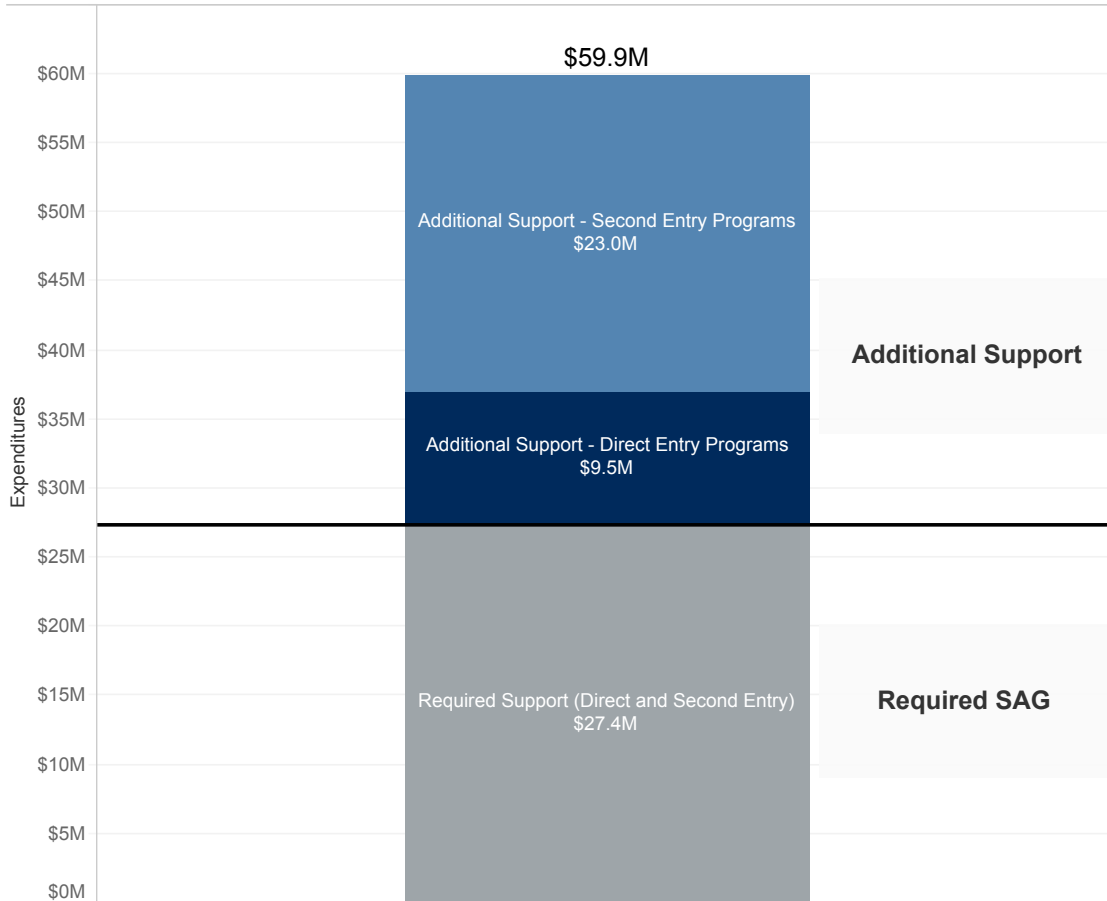 $59.9M
$60M
$55M
$50M
Additional Support - Second Entry Programs
$23.0M
$45M
$40M
Additional Support
$35M
Additional Support - Direct Entry Programs
$9.5M
Expenditures
$30M
$25M
$20M
$15M
Required Support (Direct and Second Entry)
$27.4M
Required SAG
$10M
$5M
$0M